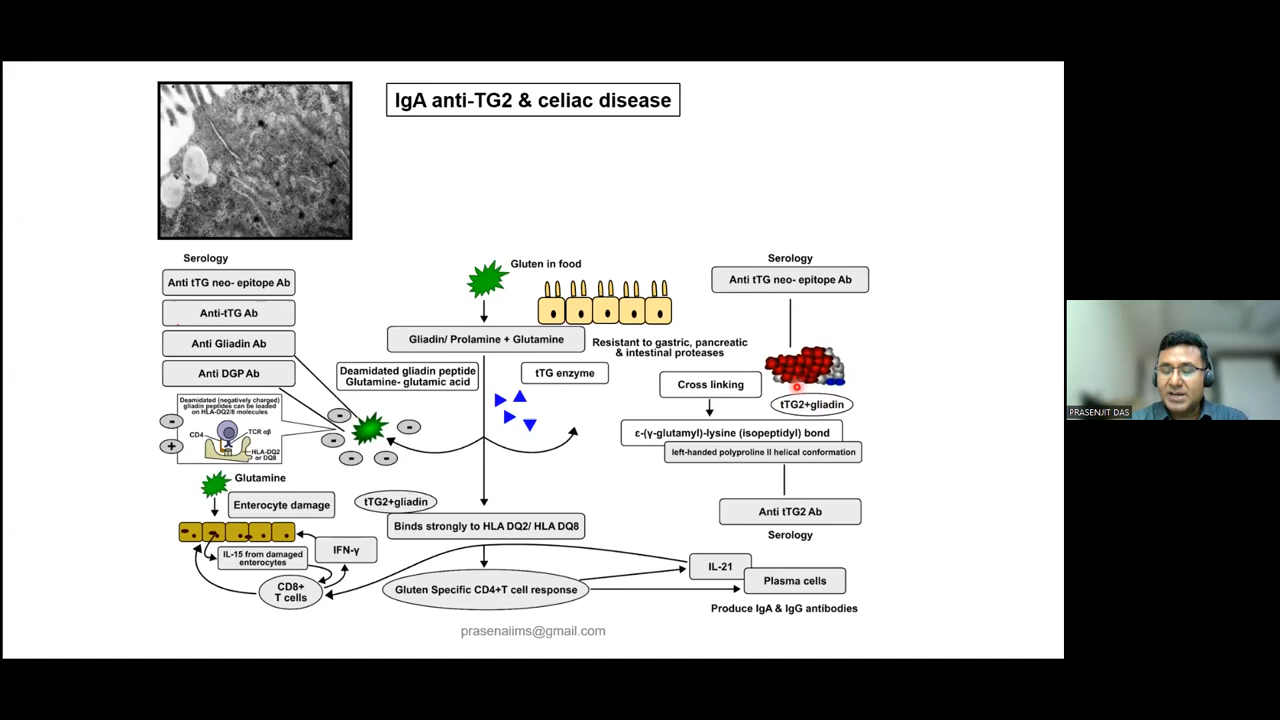 IgA anti-TG2 & celiac disease
Serology
Anti tTG neo- epitope Ab
Anti-tTG Ab
Anti Gliadin Ab
Anti DGP Ab
Deamidated (negatively charged)
gliadin peptides can be loaded
on HLA-DQ2/8 molecules
CD4
TCR αβ
HLA-DQ2
or DQ8
-
+
-
-
-
-
-
Glutamine
Enterocyte damage
IL-15 from damaged
enterocytes
IFN-γ
CD8+
T cells
Gluten in food
Gliadin/ Prolamine + Glutamine
Resistant to gastric, pancreatic
& intestinal proteases
Deamidated gliadin peptide
Glutamine- glutamic acid
tTG enzyme
tTG2+gliadin
Binds strongly to HLA DQ2/ HLA DQ8
Gluten Specific CD4+T cell response
Serology
Anti tTG neo- epitope Ab
Cross linking
tTG2+gliadin
ε-(γ-glutamyl)-lysine (isopeptidyl) bond
left-handed polyproline II helical conformation
Anti tTG2 Ab
Serology
IL-21
Plasma cells
Produce IgA & IgG antibodies
prasenaiims@gmail.com
PRASENJIT DAS